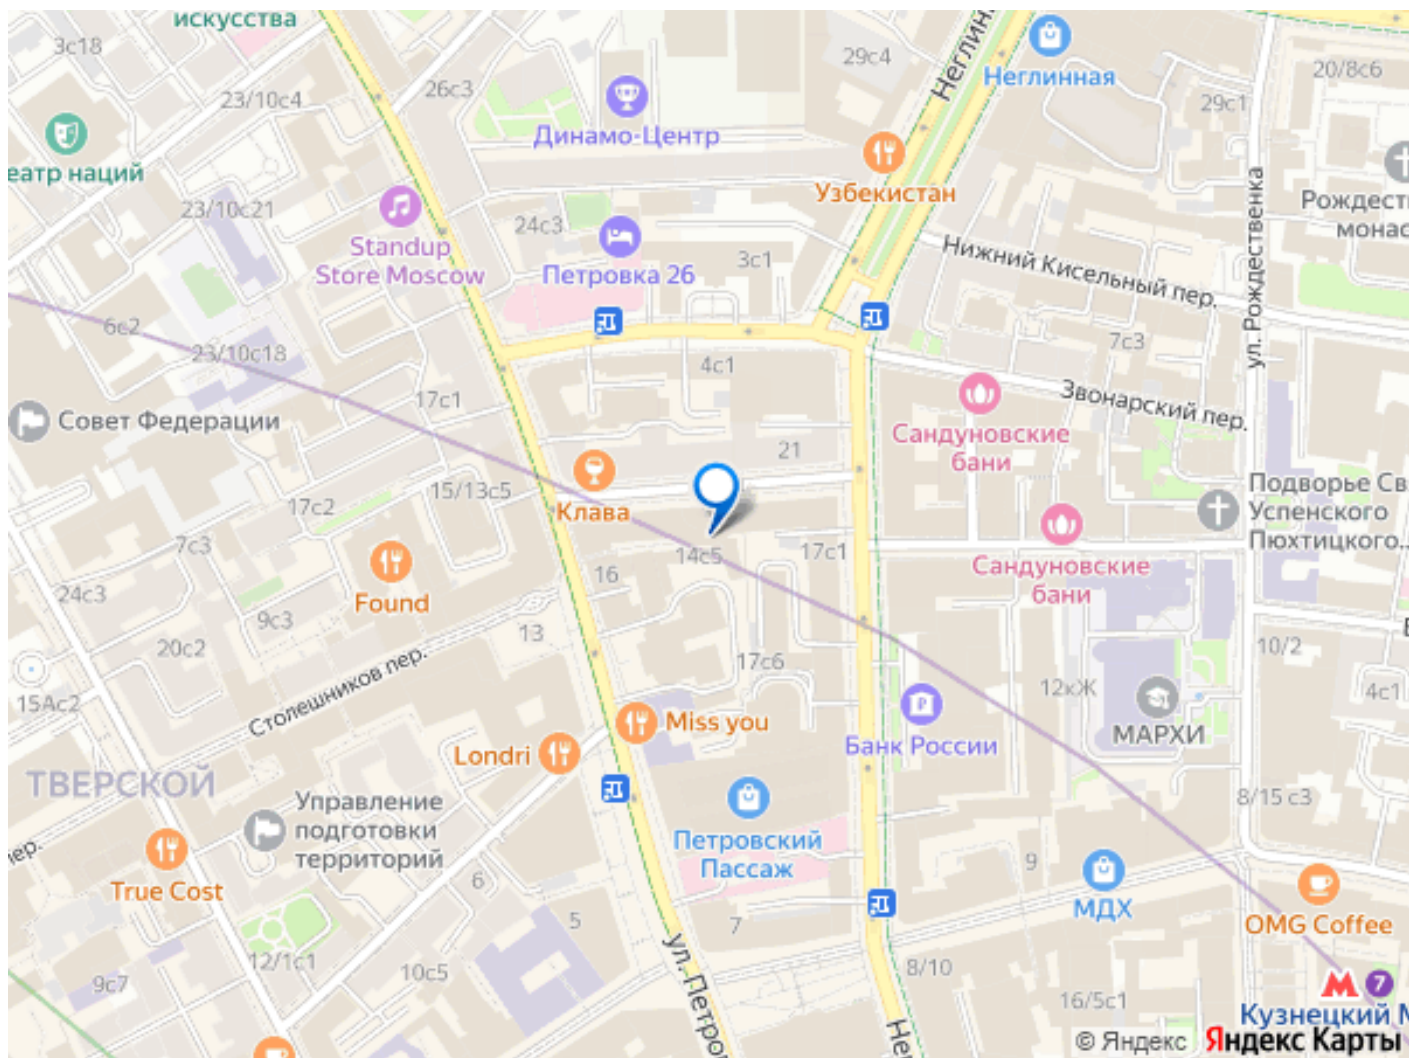 искусства
3с18
26с3
23/10с4
Динамо-Центр
29с4
Неглинная
20/8с6
29с1
еатр наций
Узбекистан
23/10с21
24с3
Standup
Store Moscow
Петровка 26
3с1
Нижний Кисельный пер.
ул. Рождественка
6с2
23/10с18
4с1
7с3
Звонарский пер.
17с1
Совет Федерации
Сандуновские
бани
21
15/13с5
17с2
Клава
Успенского
Подворье
7с3
14с5
17с1
Сандуновские
бани
16
24с3
Found
9с3
13
20с2
17с6
10/2
15Ас2
Столешников пер.
12кЖ
4с1
Miss you
МАРХИ
Londri
Банк России
ТВЕРСКОЙ
Управление
подготовки
территорий
8/15 с3
Петровский
Пассаж
True Cost
6
9
5
МДХ
7
OMG Coffee
12/1с1
9с7
10с5
8/10
16/5с1
7
Кузнецкий
© Яндекс Яндекс Карты